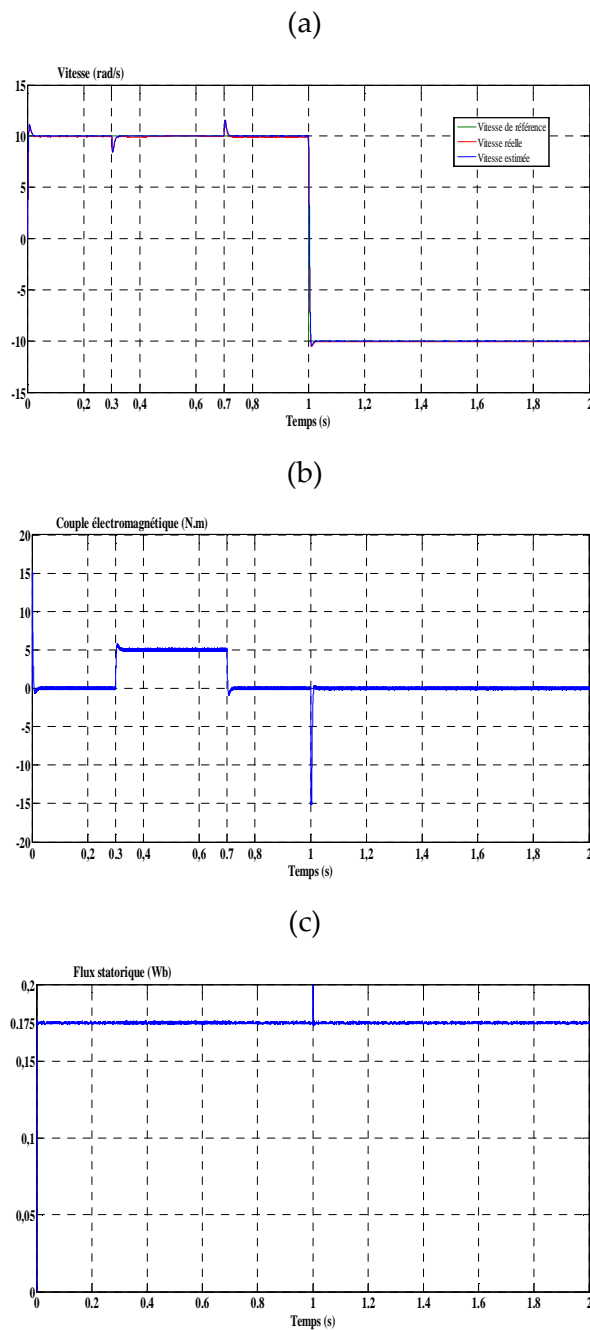 (a)
Vitesse (rad/s)
15
10
5
0
-5
-10
-15
Vitesse de référence
Vitesse réelle
Vitesse estimée
0 0,2 0.3 0,4 0,6 0.7 0,8 1 1,2 1,4 1,6 1,8 2
Temps (s)
(b)
Couple électromagnétique (N.m)
20
15
10
5
0
-5
-10
-15
-20
0 0,2 0.3 0,4 0,6 0.7 0,8 1 1,2 1,4 1,6 1,8 2
Temps (s)
(c)
Flux statorique (Wb)
0,2
0.175
0,15
0,1
0,05
0
0 0.2 0.4 0.6 0.8 1 1.2 1.4 1.6 1.8 2
Temps (s)